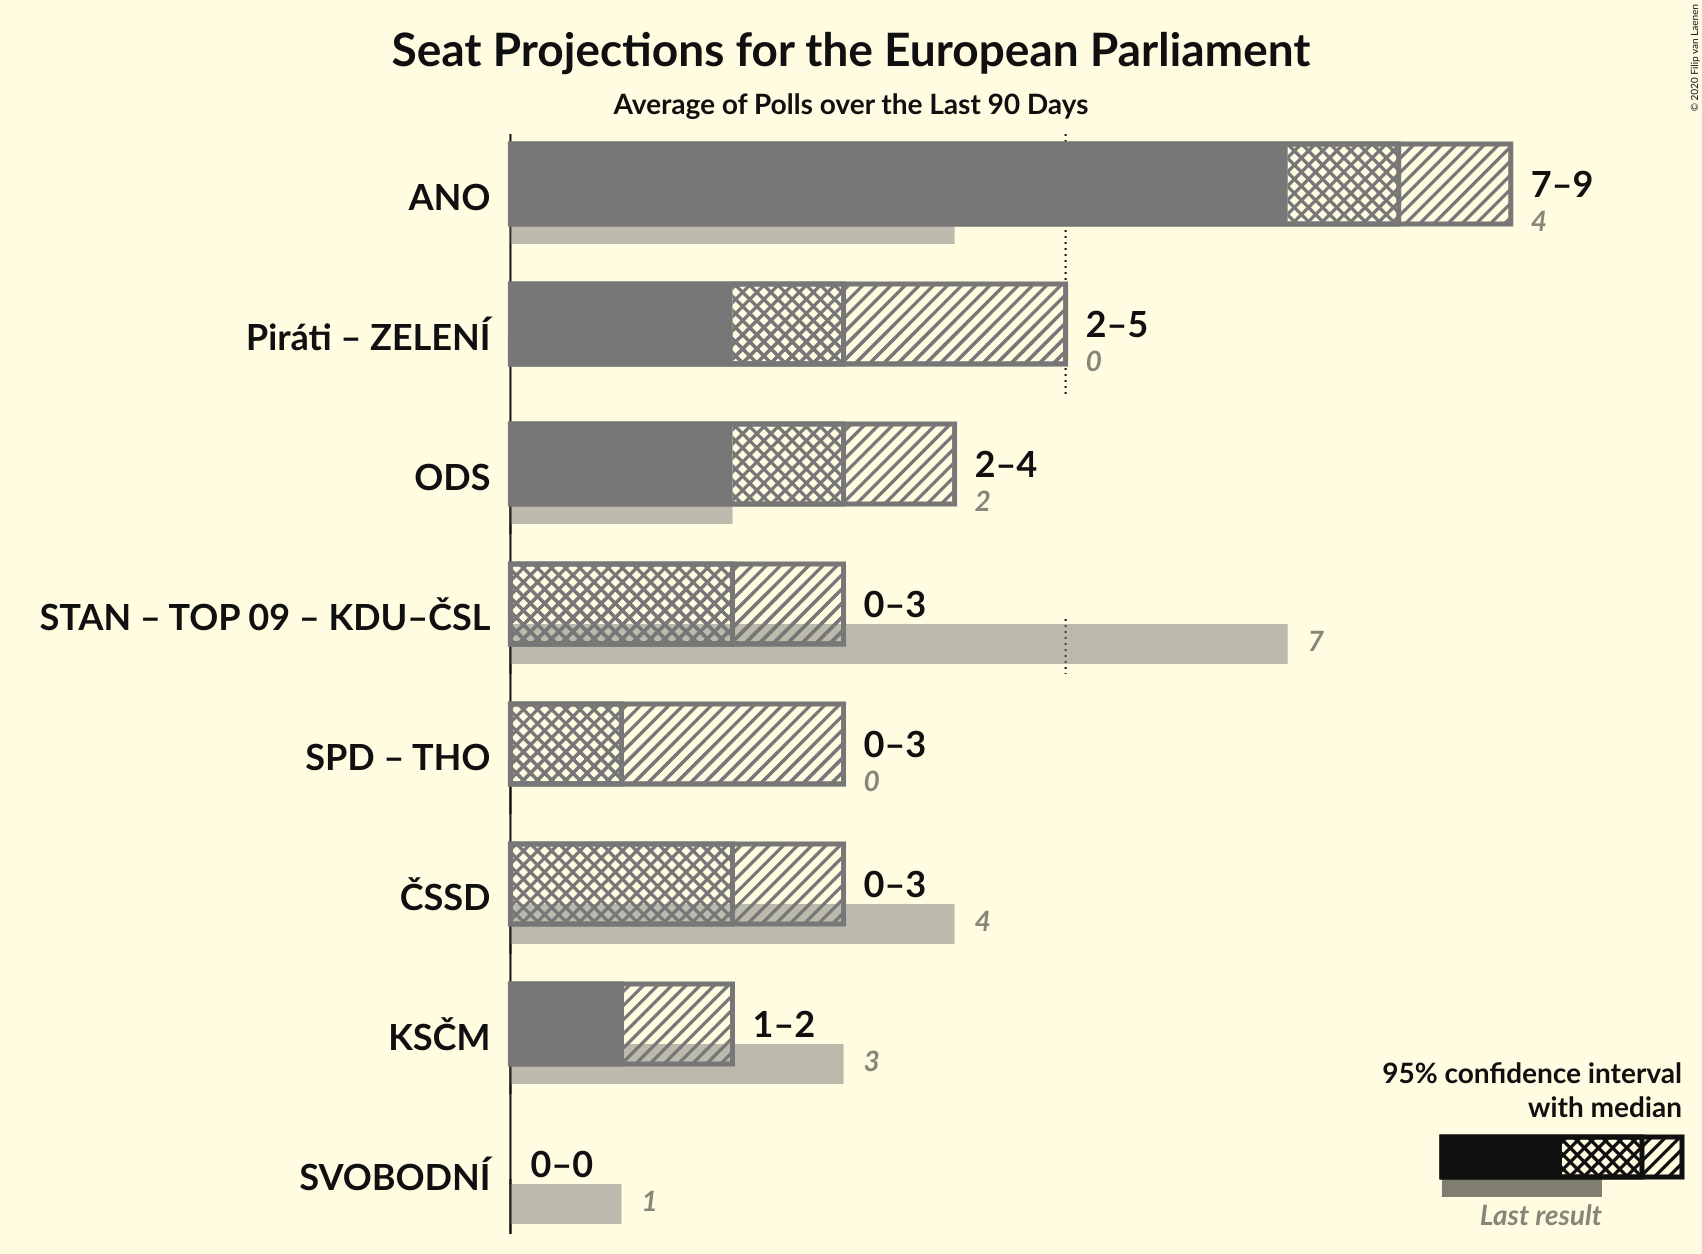 Seat Projections for the European Parliament
Average of Polls over the Last 90 Days
© 2020 Filip van Laenen
ANO
7–9
4
Piráti – ZELENÍ
2–5
0
ODS
2–4
2
STAN – TOP 09 – KDU–ČSL
0–3
7
SPD – THO
0–3
0
ČSSD
0–3
4
KSČM
1–2
3
SVOBODNÍ
0–0
1
95% confidence interval
with median
Last result